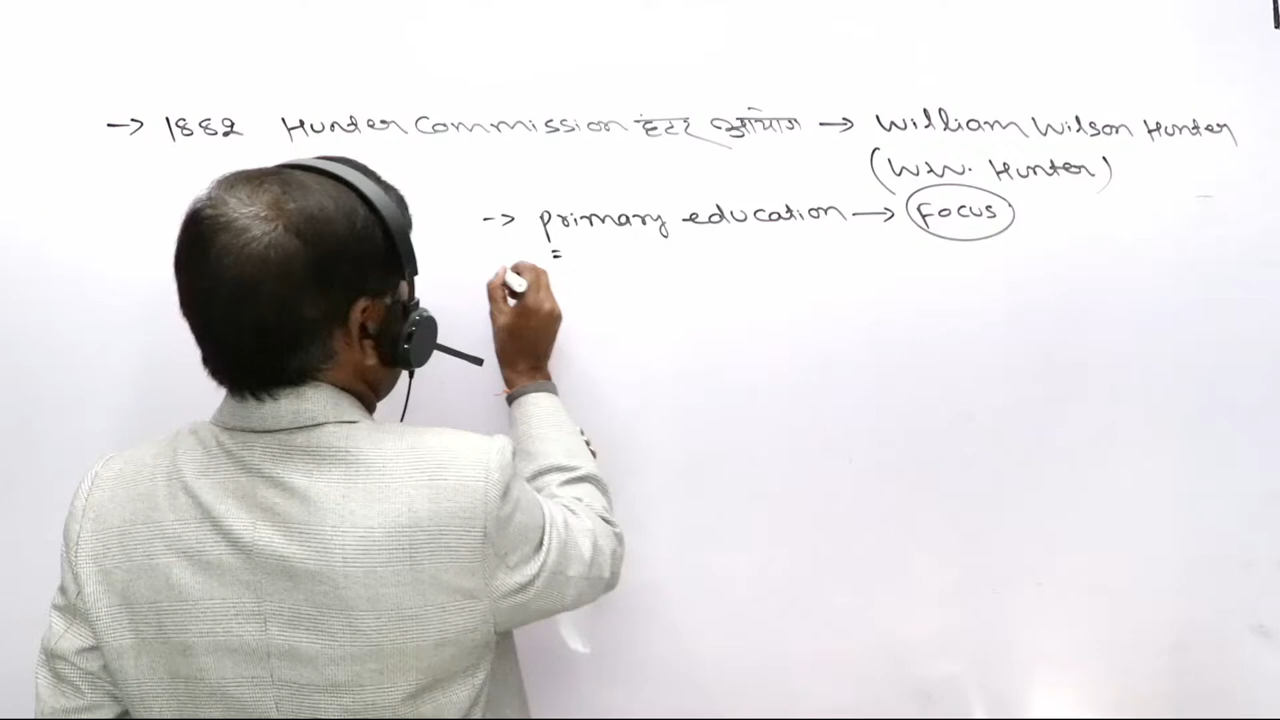 → 1882 Hunter Commission हंटर आयोग → William Wilson Hunter
(W.W. Hunter)
→ primary education → Focus